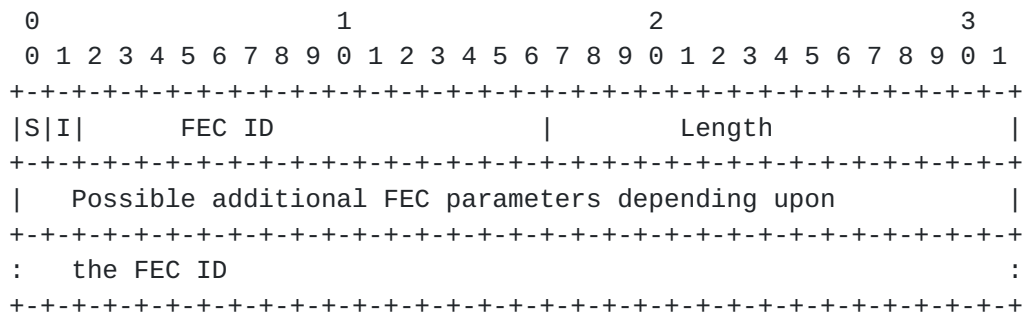 0                   1                   2                   3
 0 1 2 3 4 5 6 7 8 9 0 1 2 3 4 5 6 7 8 9 0 1 2 3 4 5 6 7 8 9 0 1
+-+-+-+-+-+-+-+-+-+-+-+-+-+-+-+-+-+-+-+-+-+-+-+-+-+-+-+-+-+-+-+-+
|S|I|      FEC ID                 |        Length               |
+-+-+-+-+-+-+-+-+-+-+-+-+-+-+-+-+-+-+-+-+-+-+-+-+-+-+-+-+-+-+-+-+
|   Possible additional FEC parameters depending upon           |
+-+-+-+-+-+-+-+-+-+-+-+-+-+-+-+-+-+-+-+-+-+-+-+-+-+-+-+-+-+-+-+-+
:   the FEC ID                                                  :
+-+-+-+-+-+-+-+-+-+-+-+-+-+-+-+-+-+-+-+-+-+-+-+-+-+-+-+-+-+-+-+-+